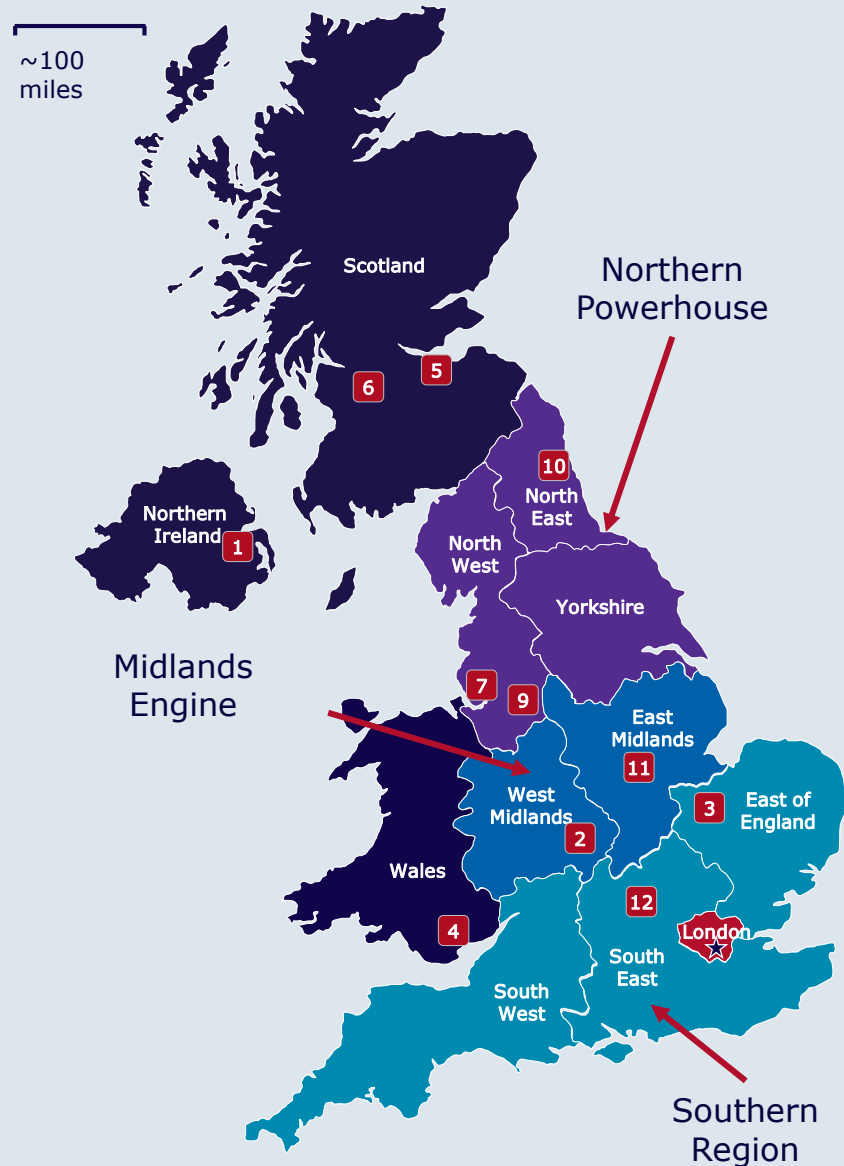 ~100
miles
Scotland
Northern
Powerhouse
5
6
10
North
East
Northern
Ireland
1
North
West
Yorkshire
Midlands
Engine
7
9
East
Midlands
11
West
Midlands
2
3
East of
England
Wales
4
12
London
South
East
South
West
Southern
Region